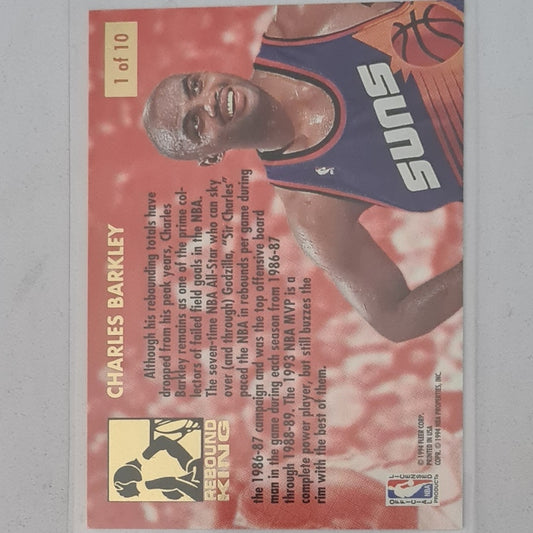 1 of 10
SUNS
CHARLES BARKLEY
Although his rebounding totals have
dropped from his peak years, Charles
Barkley remains as one of the prime col-
lectors of failed field goals in the NBA.
The seven-time NBA All-Star who can sky
over (and through) Godzilla, "Sir Charles"
paced the NBA in rebounds per game during
the 1986-87 campaign and was the top offensive board
man in the game during each season from 1986-87
through 1988-89. The 1993 NBA MVP is a
complete power player, but still buzzes the
rim with the best of them.
REBOUND
KING
OFFICIAL
LICENSED
NBA
PRODUCT
© 1994 FLEER CORP.
PRINTED IN USA
COPR. © 1994 NBA PROPERTIES, INC.